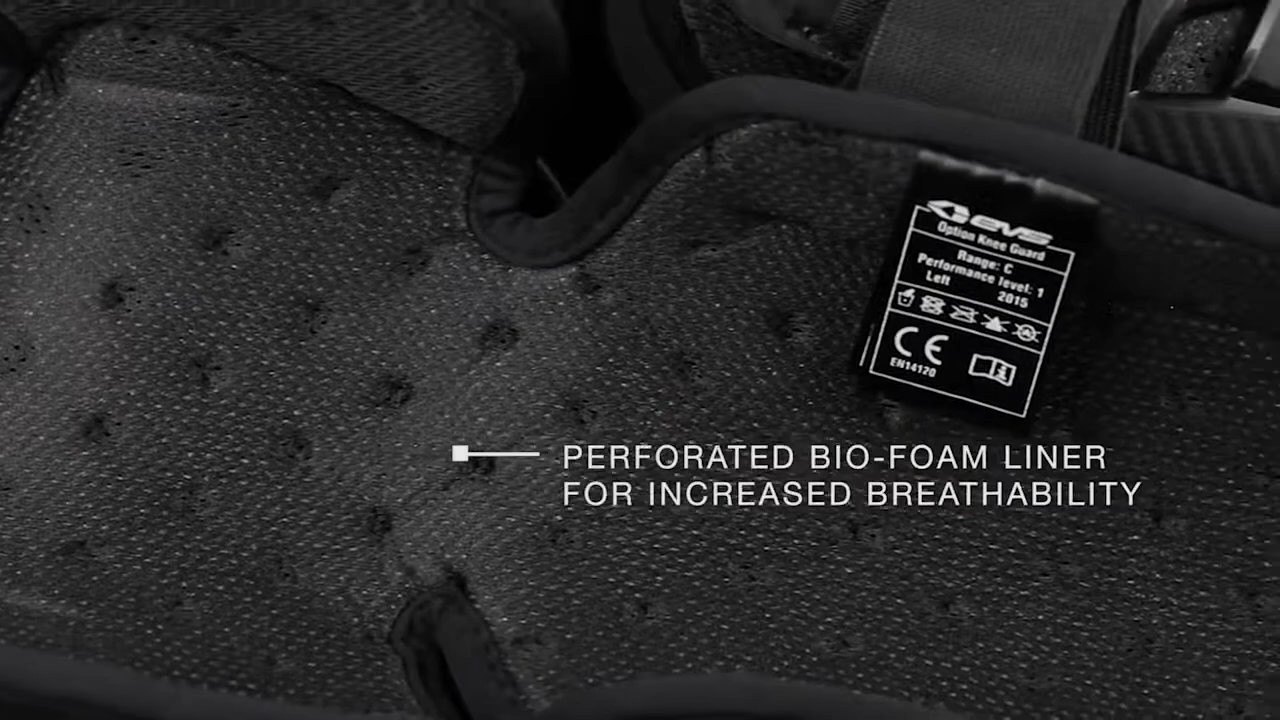 EVS
Option Knee Guard
Range: C
Performance level: 1
Left 2015
CE
EN14120
PERFORATED BIO-FOAM LINER
FOR INCREASED BREATHABILITY